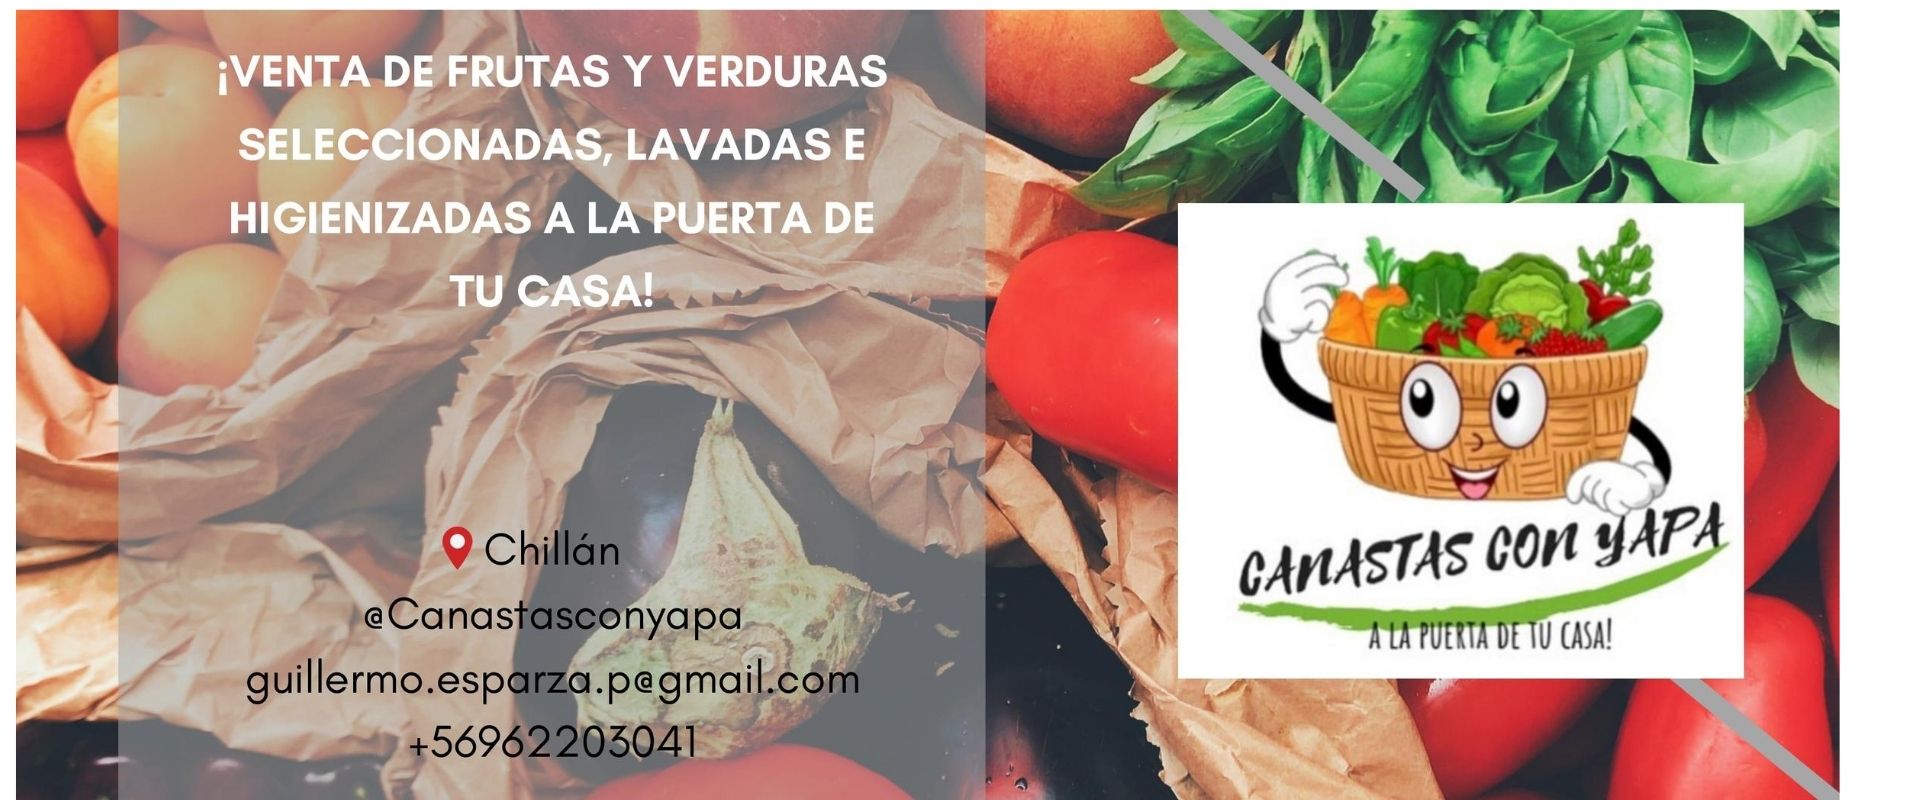 ¡VENTA DE FRUTAS Y VERDURAS
SELECCIONADAS, LAVADAS E
HIGIENIZADAS A LA PUERTA DE
TU CASA!
Chillán
@Canastasconyapa
guillermo.esparza.p@gmail.com
+56962203041
CANASTAS CON YAPA
A LA PUERTA DE TU CASA!